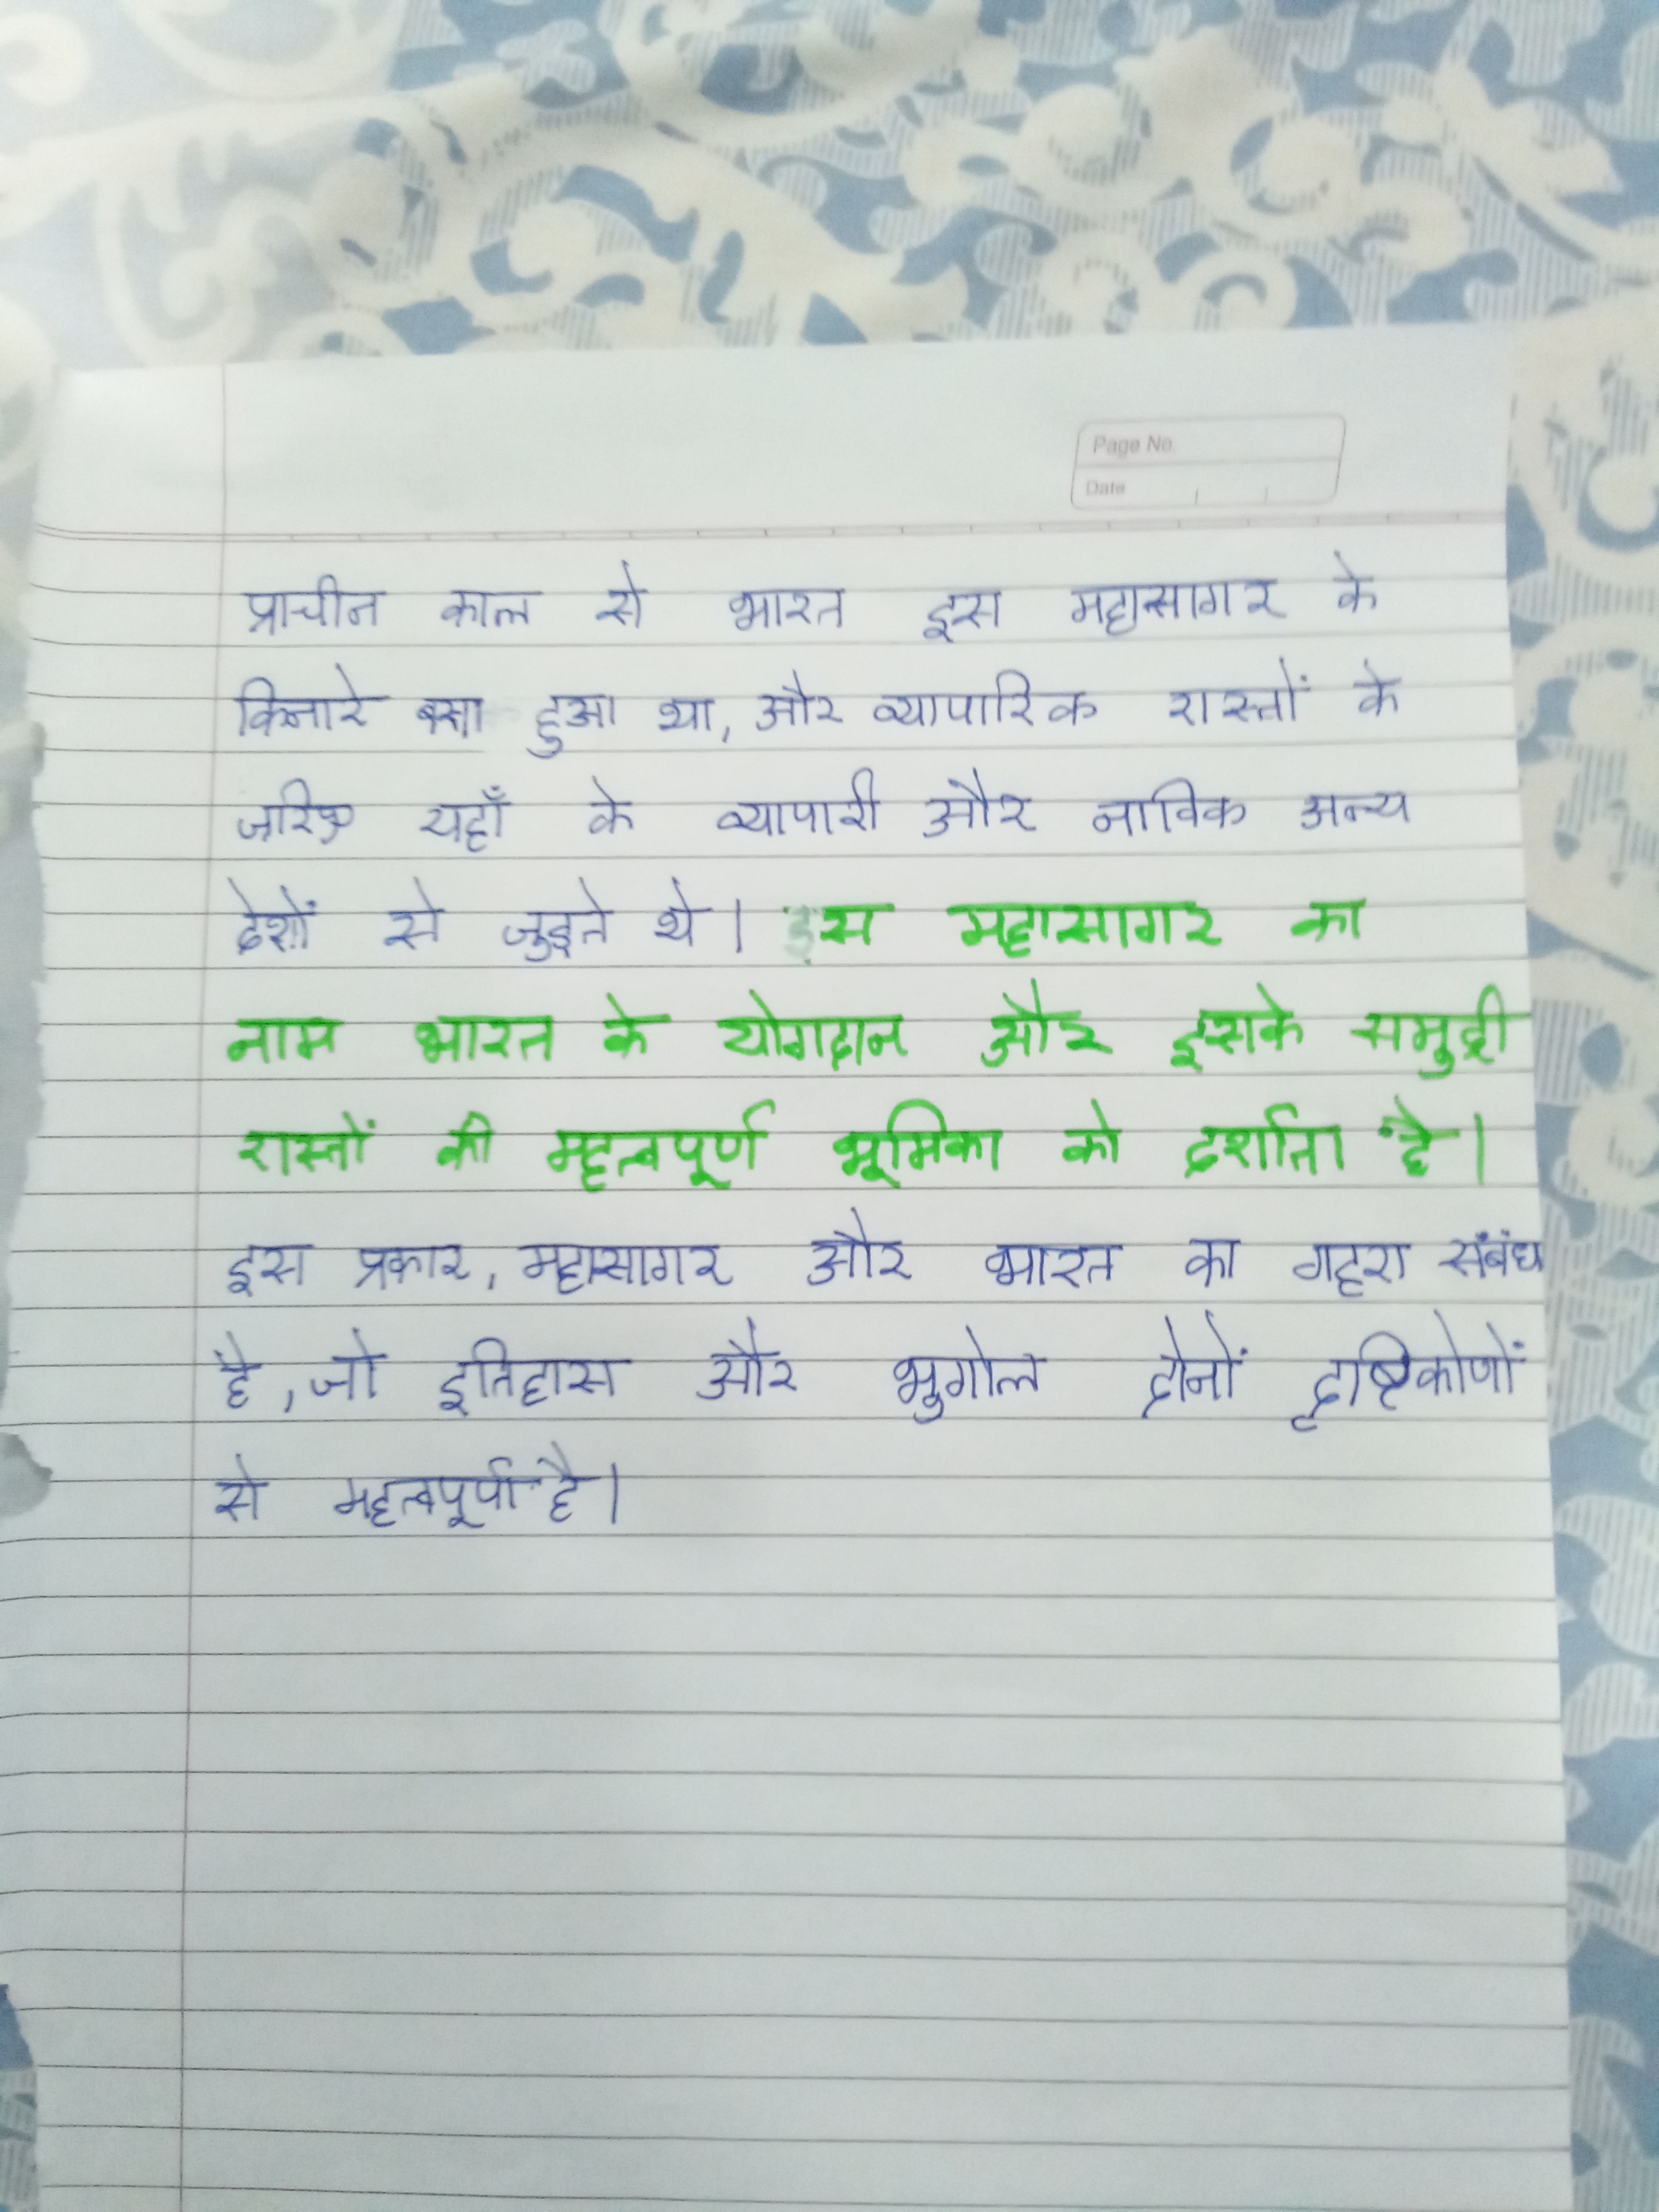 Page No.
Date
प्राचीन काल से भारत इस महासागर के
किनारे बसा हुआ था, और व्यापारिक रास्तों के
जरिए यहाँ के व्यापारी और नाविक अन्य
देशों से जुड़ते थे। इस महासागर का
नाम भारत के योगदान और इसके समुद्री
रास्तों की महत्वपूर्ण भूमिका को दर्शाता है।
इस प्रकार, महासागर और भारत का गहरा संबंध
है, जो इतिहास और भुगोल दोनों दृष्टिकोणों
से महत्वपूर्ण है।